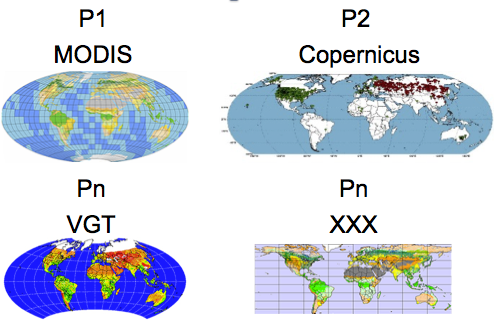 P1
MODIS
P2
Copernicus
Pn
VGT
Pn
XXX